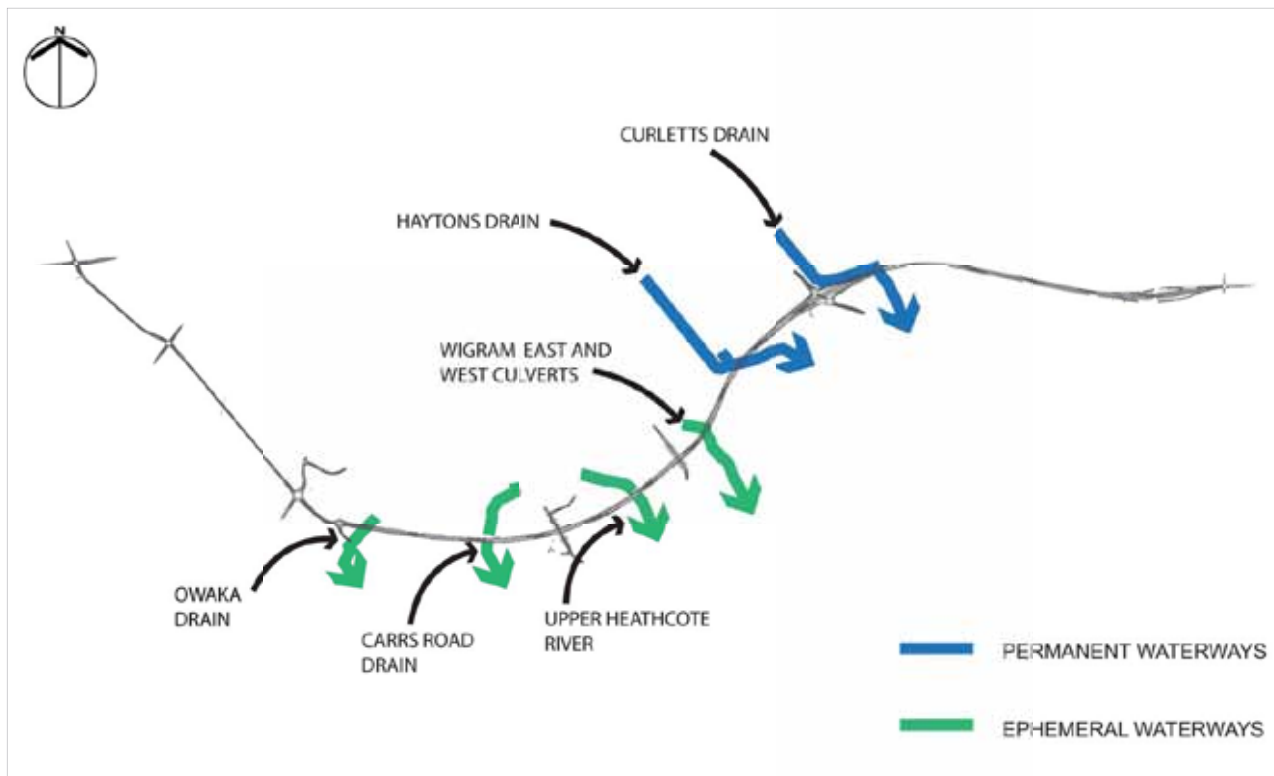 N
CURLETTS DRAIN
HAYTONS DRAIN
WIGRAM EAST AND
WEST CULVERTS
OWAKA
DRAIN
CARRS ROAD
DRAIN
UPPER HEATHCOTE
RIVER
PERMANENT WATERWAYS
EPHEMERAL WATERWAYS